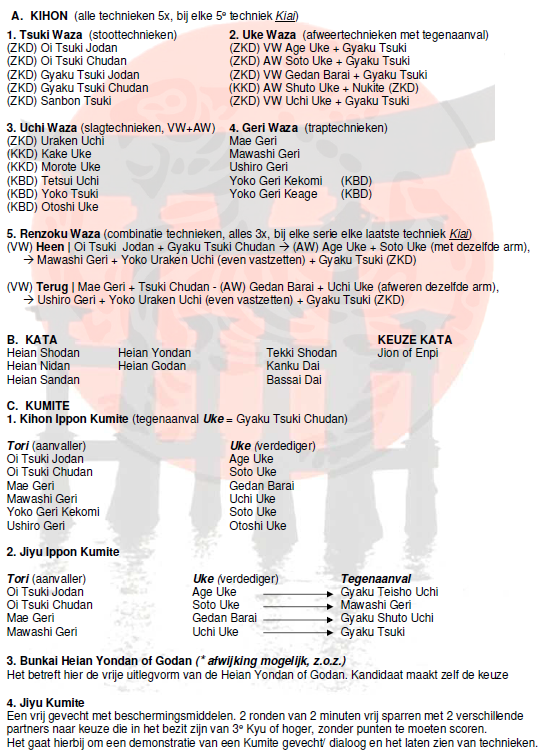 A. KIHON (alle technieken 5x, bij elke 5e techniek Kiai)
1. Tsuki Waza (stoottechnieken)
(ZKD) Oi Tsuki Jodan
(ZKD) Oi Tsuki Chudan
(ZKD) Gyaku Tsuki Jodan
(ZKD) Gyaku Tsuki Chudan
(ZKD) Sanbon Tsuki
2. Uke Waza (afweertechnieken met tegenaanval)
(ZKD) VW Age Uke + Gyaku Tsuki
(ZKD) AW Soto Uke + Gyaku Tsuki
(ZKD) VW Gedan Barai + Gyaku Tsuki
(KKD) AW Shuto Uke + Nukite (ZKD)
(ZKD) VW Uchi Uke + Gyaku Tsuki
3. Uchi Waza (slagtechnieken, VW+AW)
(ZKD) Uraken Uchi
(KKD) Kake Uke
(KKD) Morote Uke
(KBD) Tetsui Uchi
(KBD) Yoko Tsuki
(KBD) Otoshi Uke
4. Geri Waza (traptechnieken)
Mae Geri
Mawashi Geri
Ushiro Geri
Yoko Geri Kekomi (KBD)
Yoko Geri Keage (KBD)
5. Renzoku Waza (combinatie technieken, alles 3x, bij elke serie elke laatste techniek Kiai)
(VW) Heen | Oi Tsuki Jodan + Gyaku Tsuki Chudan → (AW) Age Uke + Soto Uke (met dezelfde arm),
→ Mawashi Geri + Yoko Uraken Uchi (even vastzetten) + Gyaku Tsuki (ZKD)
(VW) Terug | Mae Geri + Tsuki Chudan - (AW) Gedan Barai + Uchi Uke (afweren dezelfde arm),
→ Ushiro Geri + Yoko Uraken Uchi (even vastzetten) + Gyaku Tsuki (ZKD)
B. KATA
Heian Shodan
Heian Nidan
Heian Sandan
Heian Yondan
Heian Godan
Tekki Shodan
Kanku Dai
Bassai Dai
KEUZE KATA
Jion of Enpi
C. KUMITE
1. Kihon Ippon Kumite (tegenaanval Uke = Gyaku Tsuki Chudan)
Tori (aanvaller) Uke (verdediger)
Oi Tsuki Jodan Age Uke
Oi Tsuki Chudan Soto Uke
Mae Geri Gedan Barai
Mawashi Geri Uchi Uke
Yoko Geri Kekomi Soto Uke
Ushiro Geri Otoshi Uke
2. Jiyu Ippon Kumite
Tori (aanvaller) Uke (verdediger) Tegenaanval
Oi Tsuki Jodan Age Uke → Gyaku Teisho Uchi
Oi Tsuki Chudan Soto Uke → Mawashi Geri
Mae Geri Gedan Barai → Gyaku Shuto Uchi
Mawashi Geri Uchi Uke → Gyaku Tsuki
3. Bunkai Heian Yondan of Godan (* afwijking mogelijk, z.o.z.)
Het betreft hier de vrije uitlegvorm van de Heian Yondan of Godan. Kandidaat maakt zelf de keuze
4. Jiyu Kumite
Een vrij gevecht met beschermingsmiddelen. 2 ronden van 2 minuten vrij sparren met 2 verschillende
partners naar keuze die in het bezit zijn van 3e Kyu of hoger, zonder punten te moeten scoren.
Het gaat hierbij om een demonstratie van een Kumite gevecht/ dialoog en het laten zien van technieken.